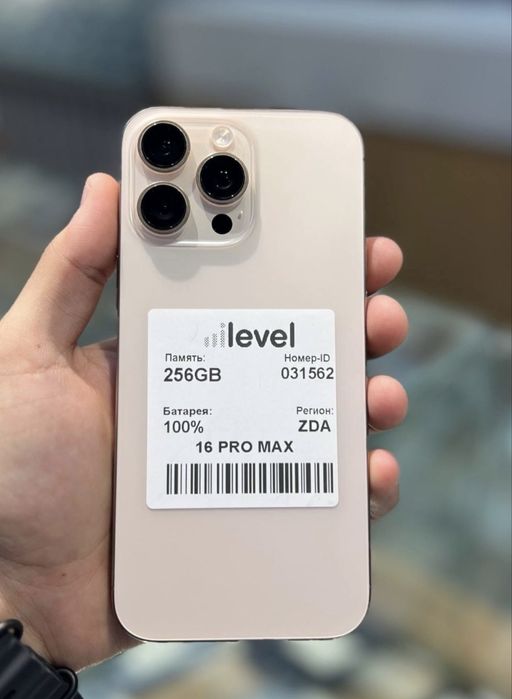 level
Память: Номер-ID
256GB 031562
Батарея: Регион:
100% ZDA
16 PRO MAX